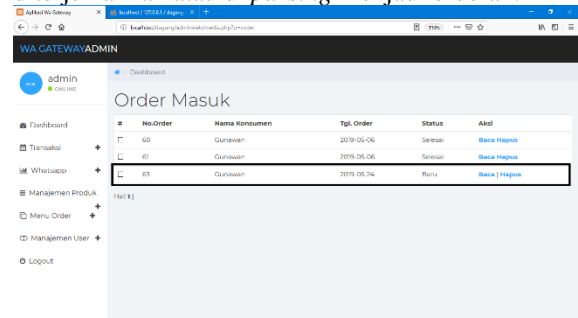 Aplikasi Wa Gateway
localhost / 127.0.0.1 / dagang
110%
WA GATEWAYADMIN
admin
ONLINE
Dashboard
Order Masuk
# No.Order Nama Konsumen Tgl. Order Status Aksi
60 Gunawan 2019-05-06 Selesai Baca Hapus
61 Gunawan 2019-05-06 Selesai Baca Hapus
63 Gunawan 2019-05-24 Baru Baca | Hapus
Hal: 1 |
Dashboard
Transaksi +
Whatsapp +
Manajemen Produk +
Menu Order +
Manajemen User +
Logout